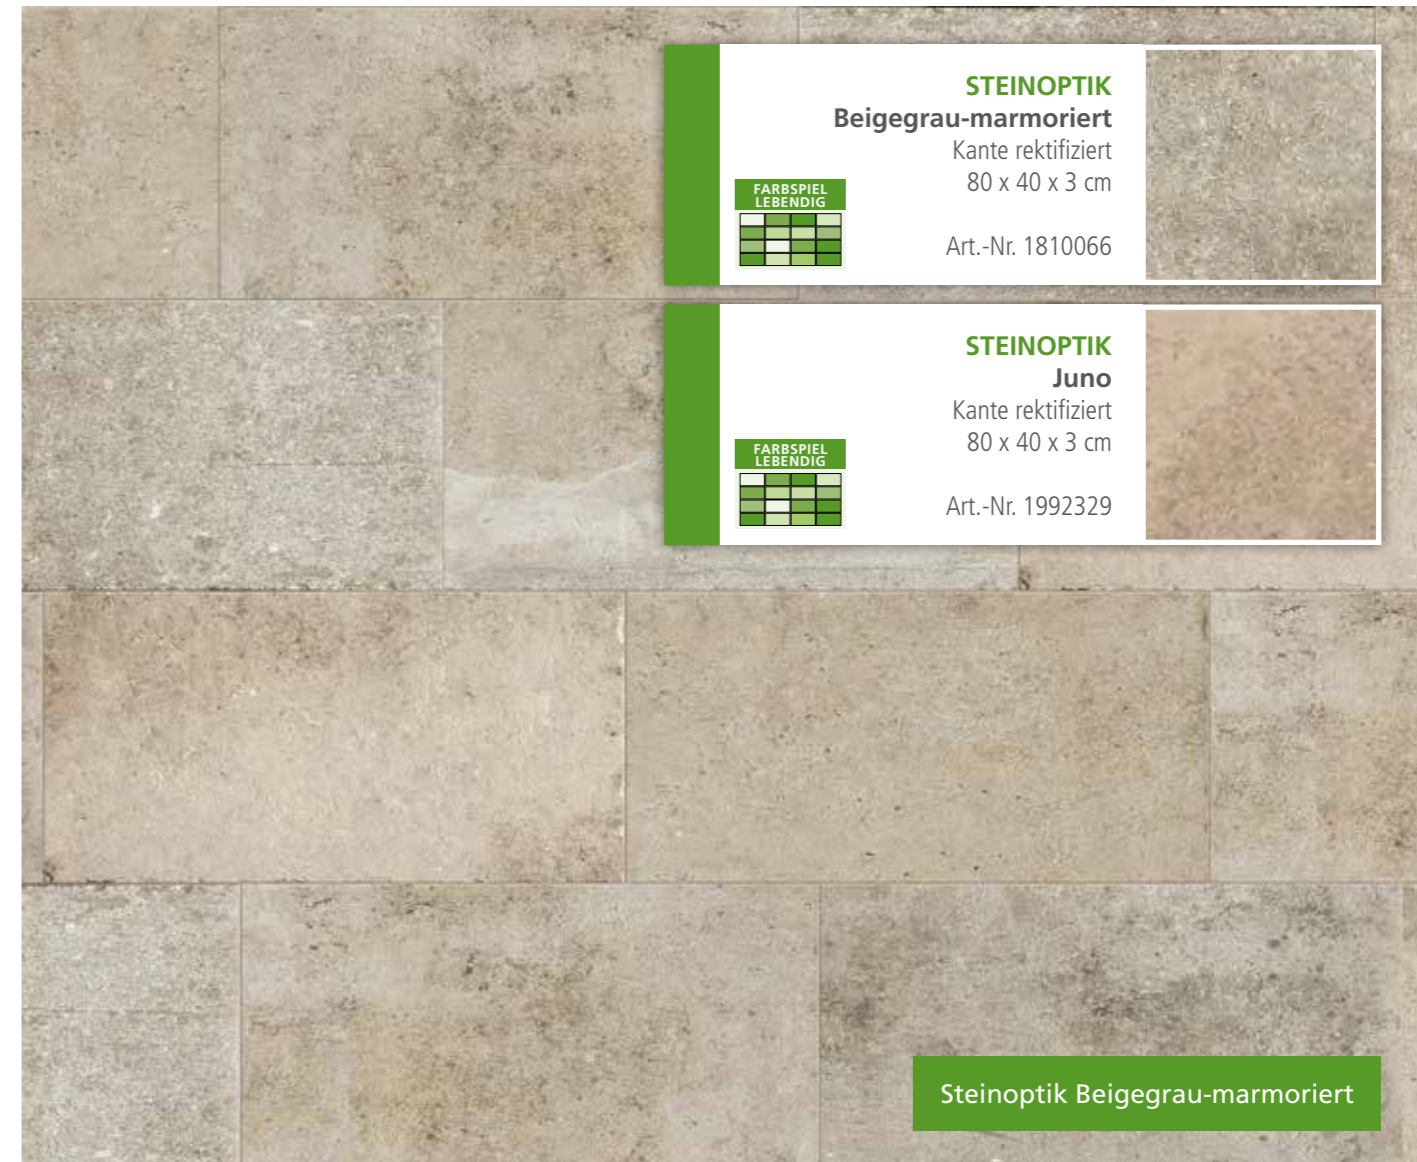 STEINOPTIK
Beigegrau-marmoriert
Kante rektifiziert
80 x 40 x 3 cm
FARBSPIEL
LEBENDIG
Art.-Nr. 1810066
STEINOPTIK
Juno
Kante rektifiziert
80 x 40 x 3 cm
FARBSPIEL
LEBENDIG
Art.-Nr. 1992329
Steinoptik Beigegrau-marmoriert